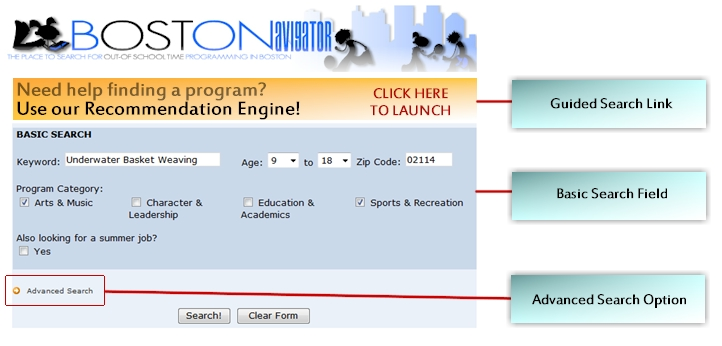 BOSTONNAVIGATOR
THE PLACE TO SEARCH FOR OUT-OF SCHOOL TIME PROGRAMMING IN BOSTON
Need help finding a program?
Use our Recommendation Engine!
CLICK HERE
TO LAUNCH
Guided Search Link
BASIC SEARCH
Keyword: Underwater Basket Weaving Age: 9 to 18 Zip Code: 02114
Basic Search Field
Program Category:
Arts & Music
Character &
Leadership
Education &
Academics
Sports & Recreation
Also looking for a summer job?
Yes
Advanced Search
Advanced Search Option
Search! Clear Form